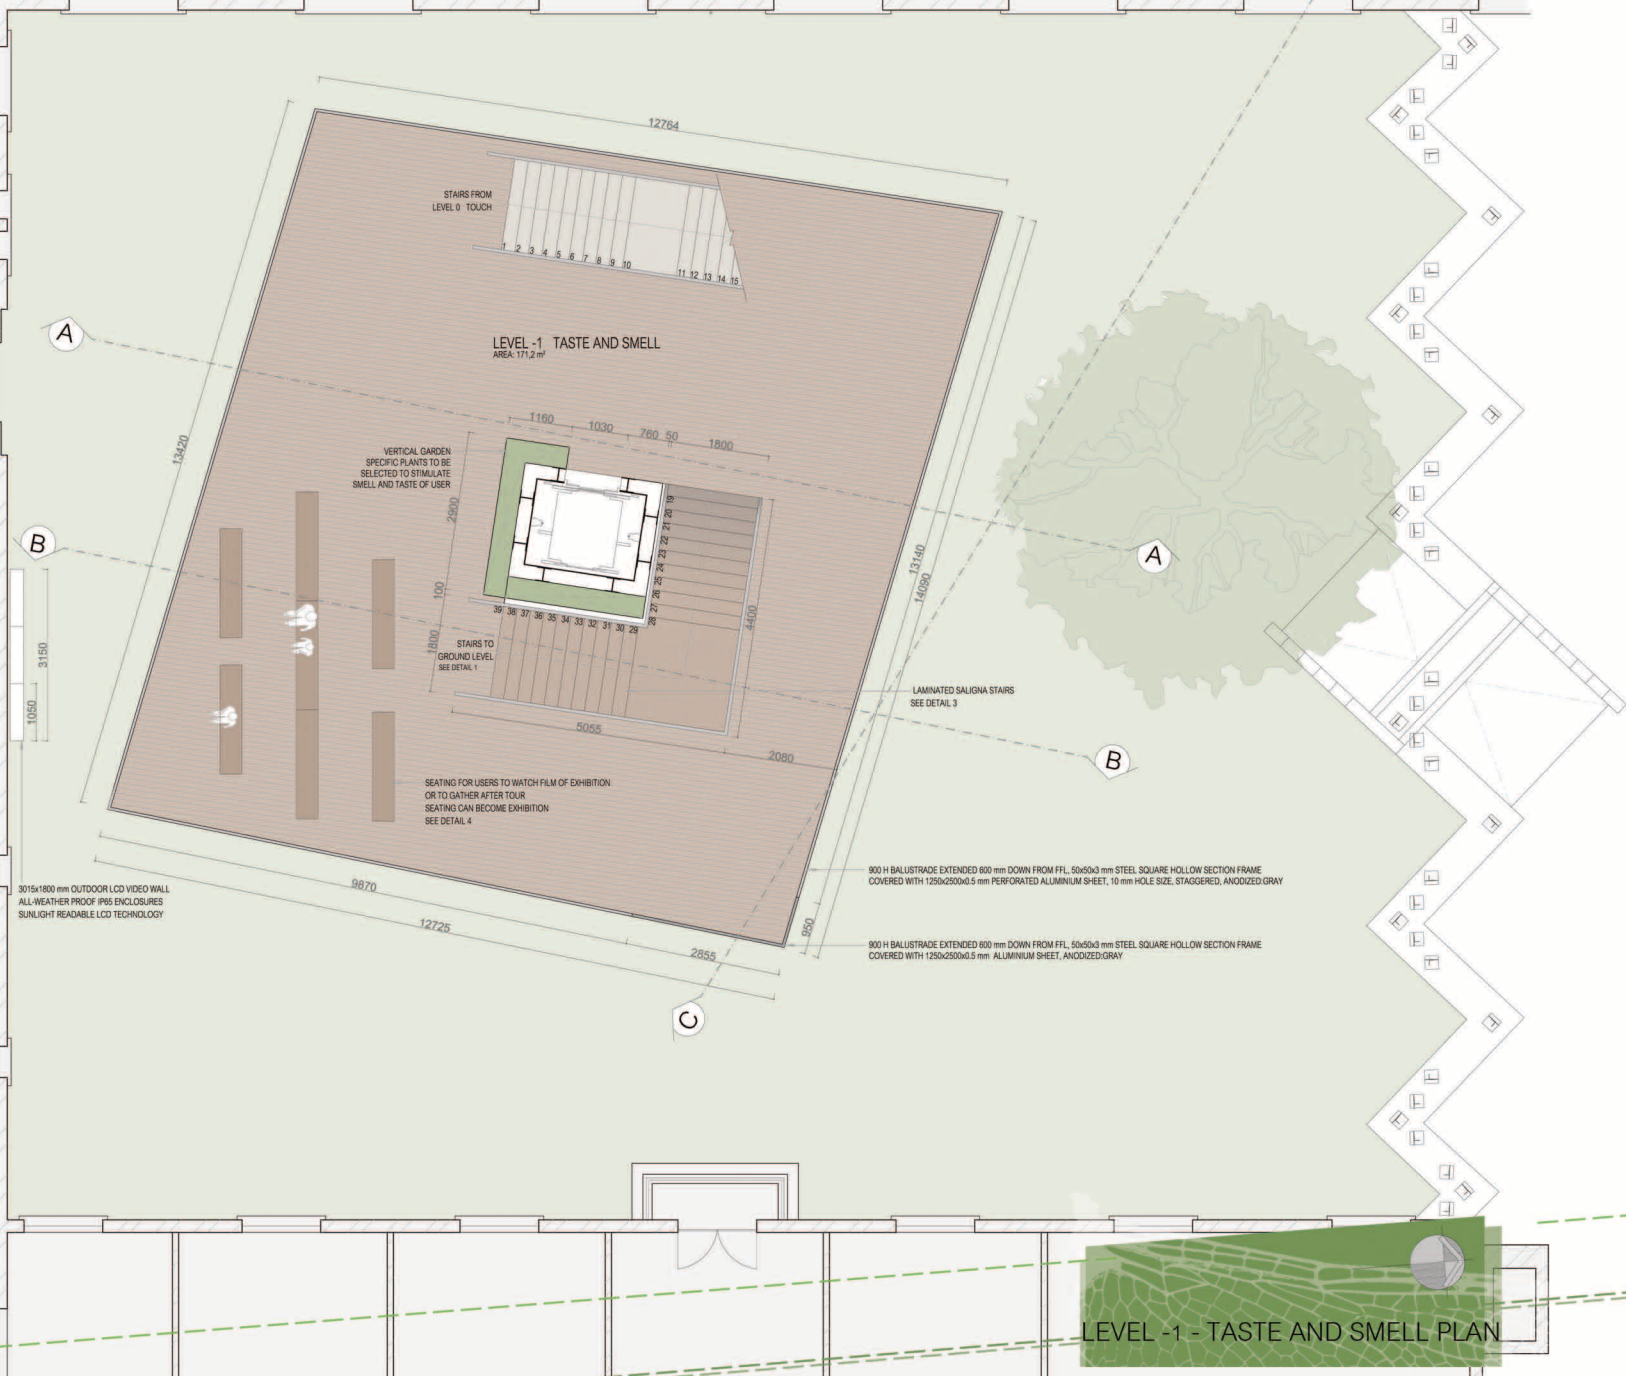 12764
STAIRS FROM
LEVEL 0 TOUCH
1 2 3 4 5 6 7 8 9 10 11 12 13 14 15
A
LEVEL -1 TASTE AND SMELL
AREA: 171,2 m²
13420
1160 1030 760 50 1800
VERTICAL GARDEN
SPECIFIC PLANTS TO BE
SELECTED TO STIMULATE
SMELL AND TASTE OF USER
2900
19 20 21 22 23 24 25 26 27 28
B
13140
14090
A
100
39 38 37 36 35 34 33 32 31 30 29
4400
1800
STAIRS TO
GROUND LEVEL
SEE DETAIL 1
3150
1050
LAMINATED SALIGNA STAIRS
SEE DETAIL 3
5055
2080
B
SEATING FOR USERS TO WATCH FILM OF EXHIBITION
OR TO GATHER AFTER TOUR
SEATING CAN BECOME EXHIBITION
SEE DETAIL 4
900 H BALUSTRADE EXTENDED 600 mm DOWN FROM FFL, 50x50x3 mm STEEL SQUARE HOLLOW SECTION FRAME
COVERED WITH 1250x2500x0.5 mm PERFORATED ALUMINIUM SHEET, 10 mm HOLE SIZE, STAGGERED, ANODIZED:GRAY
3015x1800 mm OUTDOOR LCD VIDEO WALL
ALL-WEATHER PROOF IP65 ENCLOSURES
SUNLIGHT READABLE LCD TECHNOLOGY
9870
12725
2855
950
900 H BALUSTRADE EXTENDED 600 mm DOWN FROM FFL, 50x50x3 mm STEEL SQUARE HOLLOW SECTION FRAME
COVERED WITH 1250x2500x0.5 mm ALUMINIUM SHEET, ANODIZED:GRAY
C
LEVEL -1 - TASTE AND SMELL PLAN